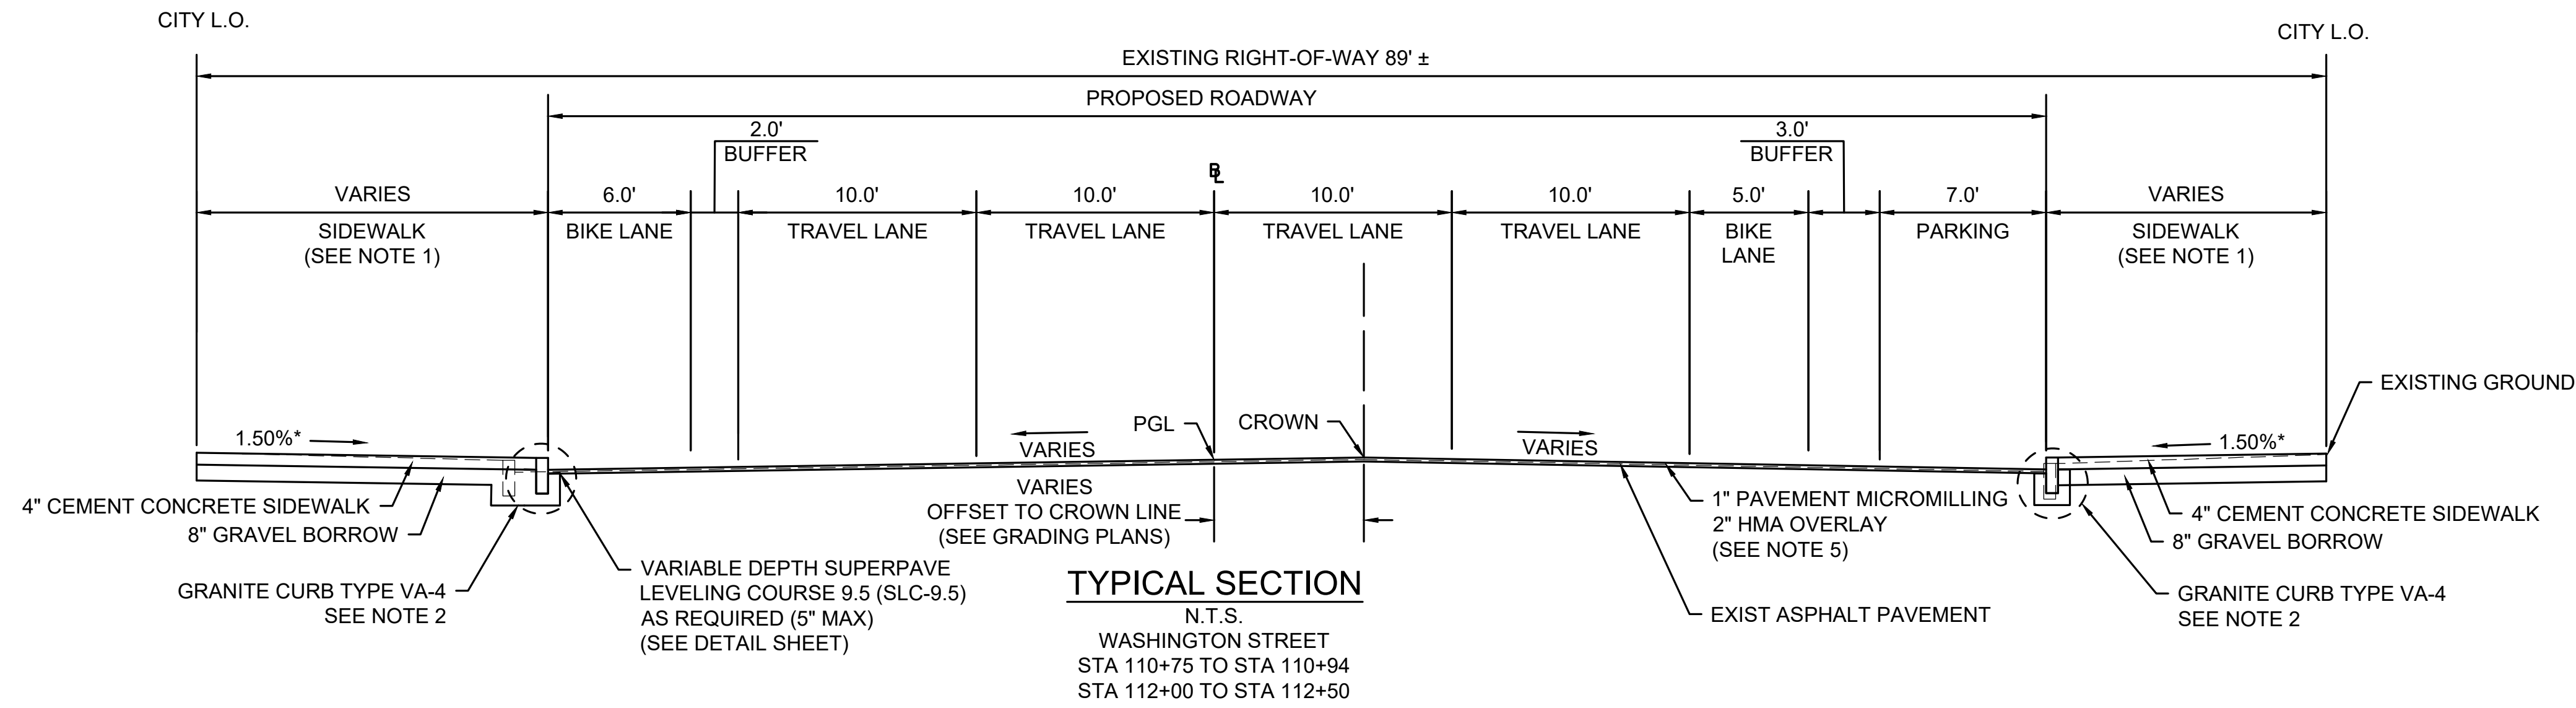 CITY L.O.
CITY L.O.
EXISTING RIGHT-OF-WAY 89' ±
PROPOSED ROADWAY
2.0'
BUFFER
3.0'
BUFFER
BL
VARIES
6.0'
10.0'
10.0'
10.0'
10.0'
5.0'
7.0'
VARIES
SIDEWALK
(SEE NOTE 1)
BIKE LANE
TRAVEL LANE
TRAVEL LANE
TRAVEL LANE
TRAVEL LANE
BIKE
LANE
PARKING
SIDEWALK
(SEE NOTE 1)
EXISTING GROUND
1.50%*
VARIES
PGL
CROWN
VARIES
1.50%*
4" CEMENT CONCRETE SIDEWALK
8" GRAVEL BORROW
GRANITE CURB TYPE VA-4
SEE NOTE 2
VARIABLE DEPTH SUPERPAVE
LEVELING COURSE 9.5 (SLC-9.5)
AS REQUIRED (5" MAX)
(SEE DETAIL SHEET)
VARIES
OFFSET TO CROWN LINE
(SEE GRADING PLANS)
1" PAVEMENT MICROMILLING
2" HMA OVERLAY
(SEE NOTE 5)
EXIST ASPHALT PAVEMENT
4" CEMENT CONCRETE SIDEWALK
8" GRAVEL BORROW
GRANITE CURB TYPE VA-4
SEE NOTE 2
TYPICAL SECTION
N.T.S.
WASHINGTON STREET
STA 110+75 TO STA 110+94
STA 112+00 TO STA 112+50